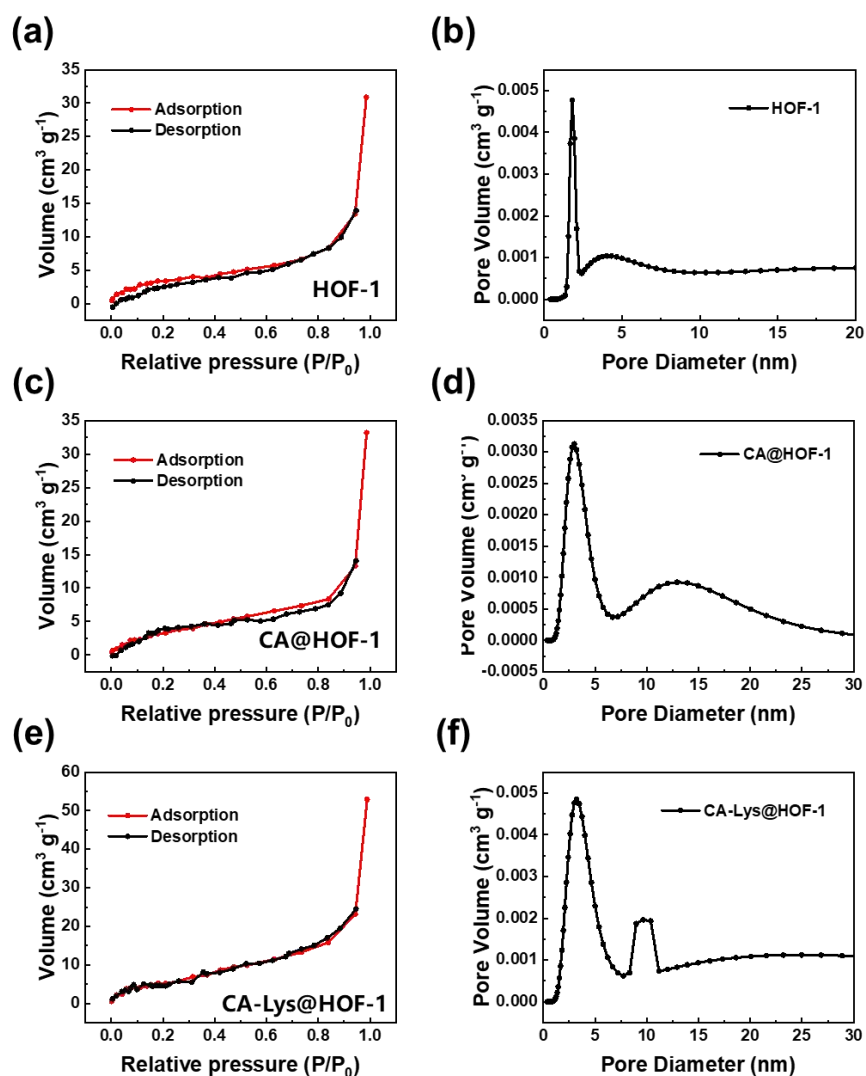 (a)
35
30
25
20
15
10
5
0
Volume (cm³ g⁻¹)
Adsorption
Desorption
HOF-1
0.0 0.2 0.4 0.6 0.8 1.0
Relative pressure (P/P₀)
(b)
0.005
0.004
0.003
0.002
0.001
0.000
Pore Volume (cm³ g⁻¹)
HOF-1
0 5 10 15 20
Pore Diameter (nm)
(c)
35
30
25
20
15
10
5
0
Volume (cm³ g⁻¹)
Adsorption
Desorption
CA@HOF-1
0.0 0.2 0.4 0.6 0.8 1.0
Relative pressure (P/P₀)
(d)
0.0035
0.0030
0.0025
0.0020
0.0015
0.0010
0.0005
0.0000
-0.0005
Pore Volume (cm³ g⁻¹)
CA@HOF-1
0 5 10 15 20 25 30
Pore Diameter (nm)
(e)
60
50
40
30
20
10
0
Volume (cm³ g⁻¹)
Adsorption
Desorption
CA-Lys@HOF-1
0.0 0.2 0.4 0.6 0.8 1.0
Relative pressure (P/P₀)
(f)
0.005
0.004
0.003
0.002
0.001
0.000
Pore Volume (cm³ g⁻¹)
CA-Lys@HOF-1
0 5 10 15 20 25 30
Pore Diameter (nm)